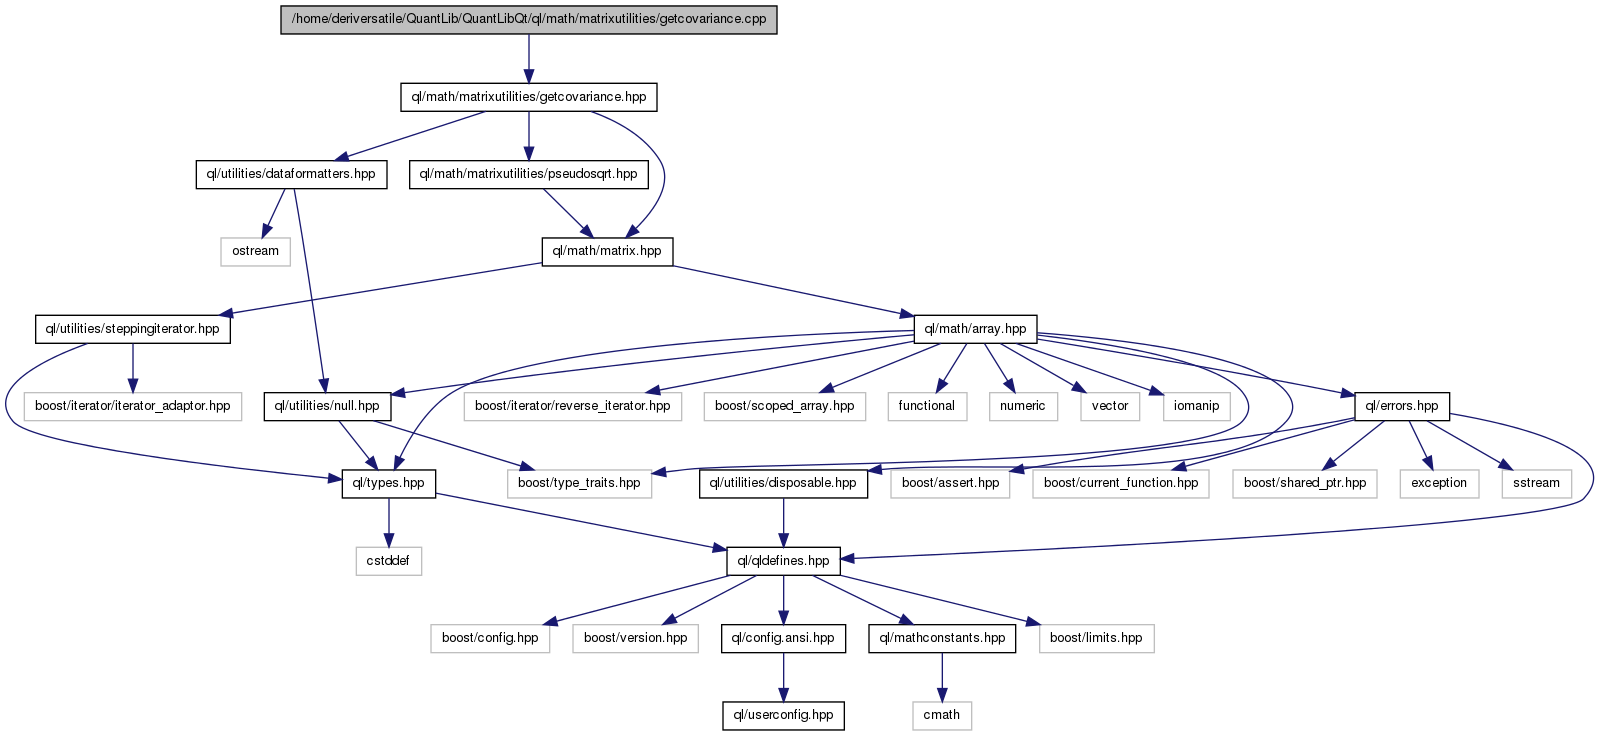 /home/deriversatile/QuantLib/QuantLibQt/ql/math/matrixutilities/getcovariance.cpp
ql/math/matrixutilities/getcovariance.hpp
ql/utilities/dataformatters.hpp
ql/math/matrixutilities/pseudosqrt.hpp
ostream
ql/math/matrix.hpp
ql/utilities/steppingiterator.hpp
ql/math/array.hpp
boost/iterator/iterator_adaptor.hpp
ql/utilities/null.hpp
boost/iterator/reverse_iterator.hpp
boost/scoped_array.hpp
functional
numeric
vector
iomanip
ql/errors.hpp
ql/types.hpp
boost/type_traits.hpp
ql/utilities/disposable.hpp
boost/assert.hpp
boost/current_function.hpp
boost/shared_ptr.hpp
exception
sstream
cstddef
ql/qldefines.hpp
boost/config.hpp
boost/version.hpp
ql/config.ansi.hpp
ql/mathconstants.hpp
boost/limits.hpp
ql/userconfig.hpp
cmath